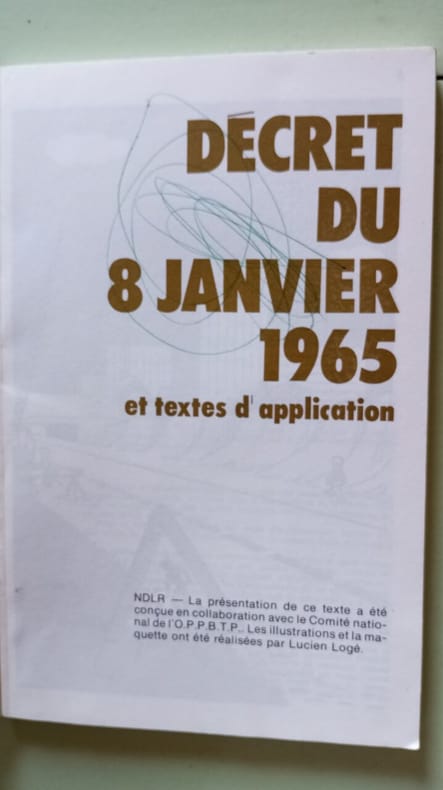 DÉCRET
DU
8 JANVIER
1965
et textes d'application
NDLR — La présentation de ce texte a été
conçue en collaboration avec le Comité natio-
nal de l'O.P.P.B.T.P.. Les illustrations et la ma-
quette ont été réalisées par Lucien Logé.